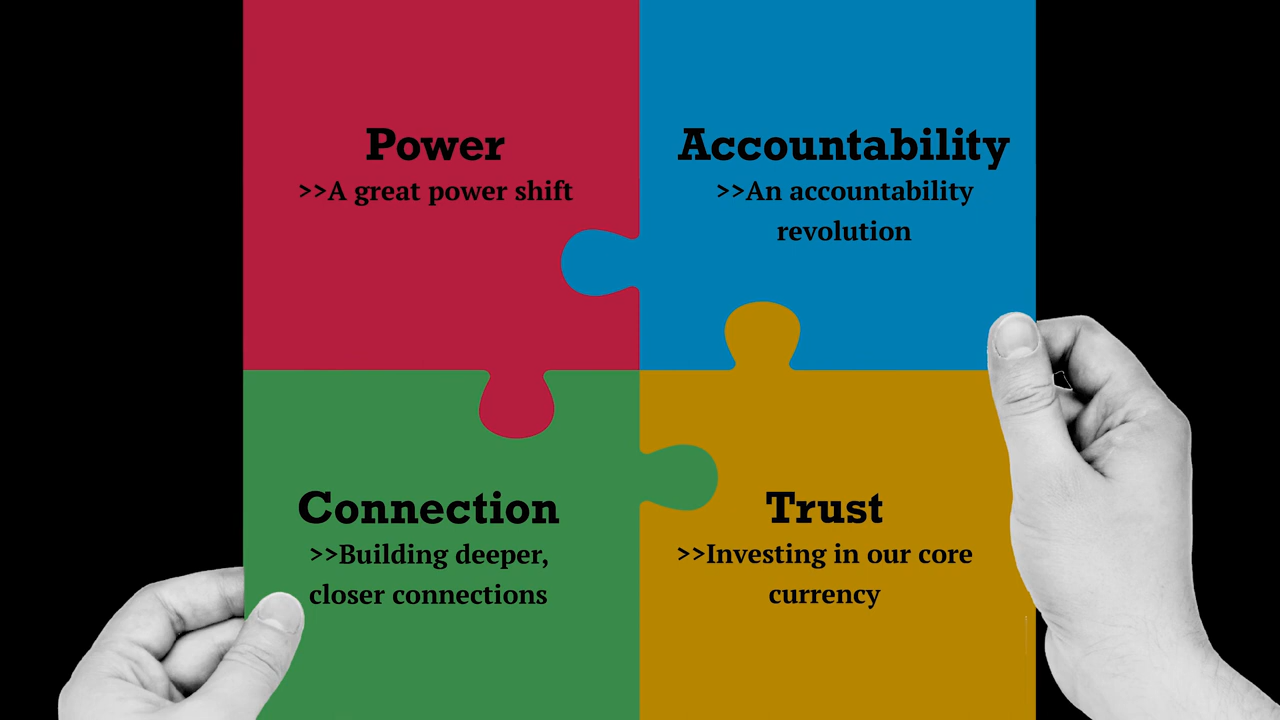 Power
>>A great power shift
Accountability
>>An accountability
revolution
Connection
>>Building deeper,
closer connections
Trust
>>Investing in our core
currency